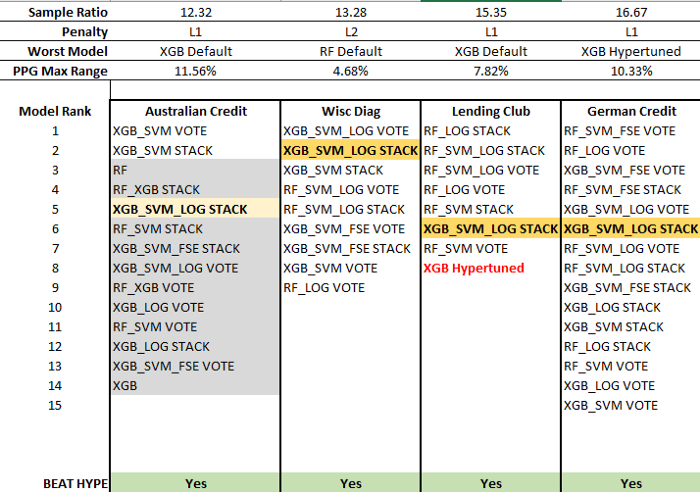 Sample Ratio 12.32 13.28 15.35 16.67
Penalty L1 L2 L1 L1
Worst Model XGB Default RF Default XGB Default XGB Hypertuned
PPG Max Range 11.56% 4.68% 7.82% 10.33%
Model Rank Australian Credit Wisc Diag Lending Club German Credit
1 XGB_SVM VOTE XGB_SVM_LOG VOTE RF_LOG STACK RF_SVM_FSE VOTE
2 XGB_SVM STACK XGB_SVM_LOG STACK RF_SVM_LOG STACK RF_LOG VOTE
3 RF XGB_SVM STACK RF_SVM_LOG VOTE XGB_SVM_FSE VOTE
4 RF_XGB STACK RF_SVM_LOG VOTE RF_LOG VOTE RF_SVM_FSE STACK
5 XGB_SVM_LOG STACK RF_SVM_LOG STACK RF_SVM STACK XGB_SVM_LOG VOTE
6 RF_SVM STACK XGB_SVM_FSE VOTE XGB_SVM_LOG STACK XGB_SVM_LOG STACK
7 XGB_SVM_FSE STACK XGB_SVM_FSE STACK RF_SVM VOTE RF_SVM_LOG VOTE
8 XGB_SVM_LOG VOTE XGB_SVM VOTE XGB Hypertuned RF_SVM_LOG STACK
9 RF_XGB VOTE RF_LOG VOTE XGB_SVM_FSE STACK
10 XGB_LOG VOTE XGB_LOG STACK
11 RF_SVM VOTE XGB_SVM STACK
12 XGB_LOG STACK RF_LOG STACK
13 XGB_SVM_FSE VOTE RF_SVM VOTE
14 XGB XGB_LOG VOTE
15 XGB_SVM VOTE
BEAT HYPE Yes Yes Yes Yes